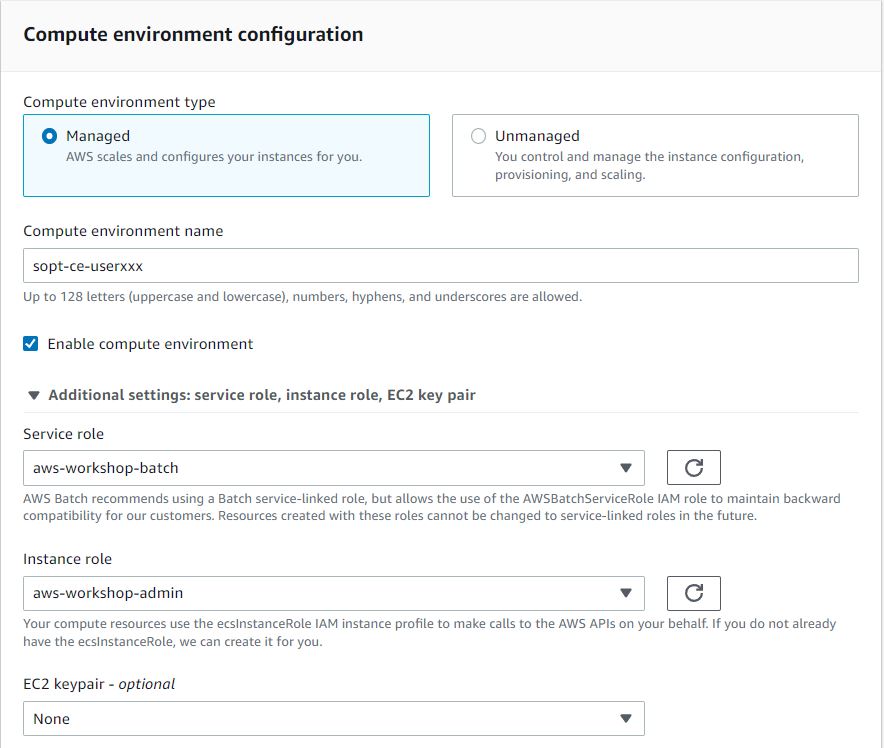 Compute environment configuration
Compute environment type
Managed
AWS scales and configures your instances for you.
Unmanaged
You control and manage the instance configuration,
provisioning, and scaling.
Compute environment name
sopt-ce-userxxx
Up to 128 letters (uppercase and lowercase), numbers, hyphens, and underscores are allowed.
Enable compute environment
Additional settings: service role, instance role, EC2 key pair
Service role
aws-workshop-batch
AWS Batch recommends using a Batch service-linked role, but allows the use of the AWSBatchServiceRole IAM role to maintain backward
compatibility for our customers. Resources created with these roles cannot be changed to service-linked roles in the future.
Instance role
aws-workshop-admin
Your compute resources use the ecsInstanceRole IAM instance profile to make calls to the AWS APIs on your behalf. If you do not already
have the ecsInstanceRole, we can create it for you.
EC2 keypair - optional
None